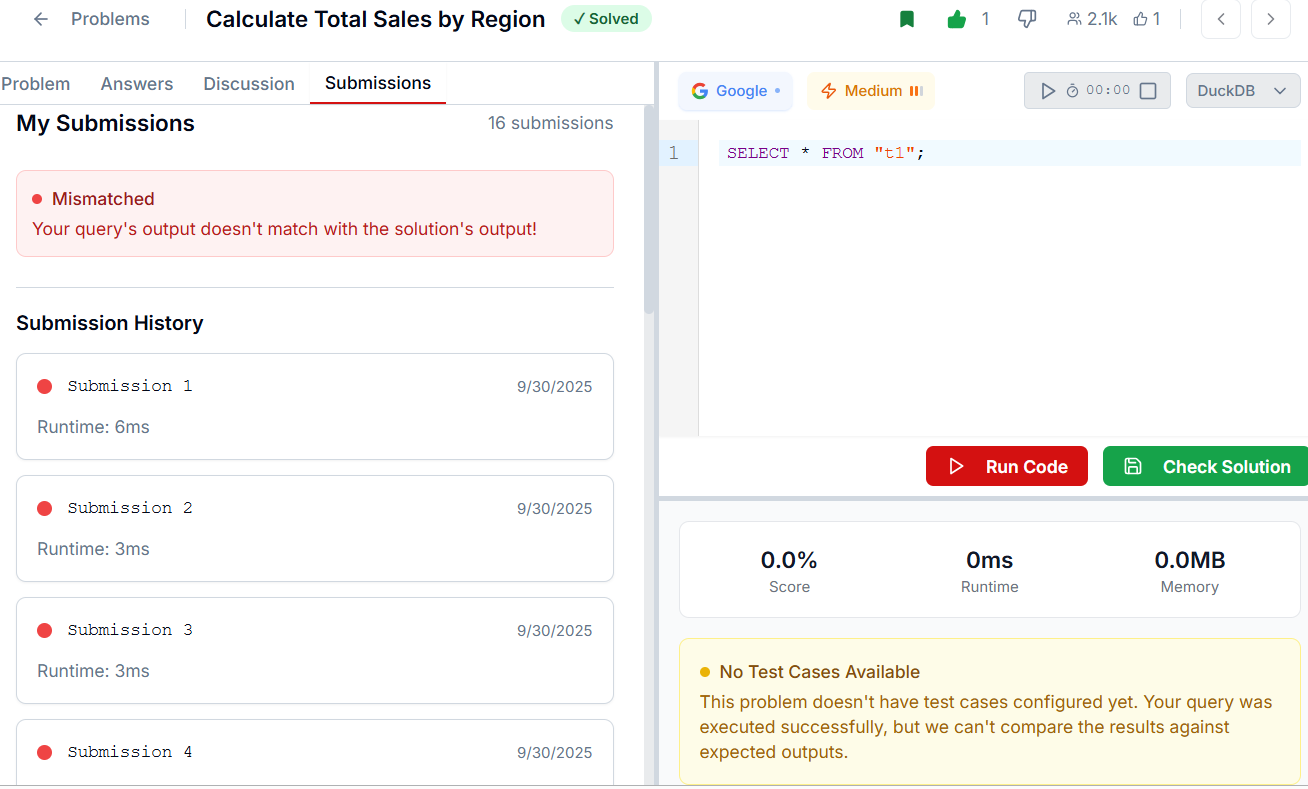 Problems
Calculate Total Sales by Region
✓ Solved
1
2.1k
1
Problem
Answers
Discussion
Submissions
My Submissions
16 submissions
Mismatched
Your query's output doesn't match with the solution's output!
Submission History
Submission 1
9/30/2025
Runtime: 6ms
Submission 2
9/30/2025
Runtime: 3ms
Submission 3
9/30/2025
Runtime: 3ms
Submission 4
9/30/2025
Google
Medium
00:00
DuckDB
1
SELECT * FROM "t1";
Run Code
Check Solution
0.0%
Score
0ms
Runtime
0.0MB
Memory
No Test Cases Available
This problem doesn't have test cases configured yet. Your query was
executed successfully, but we can't compare the results against
expected outputs.